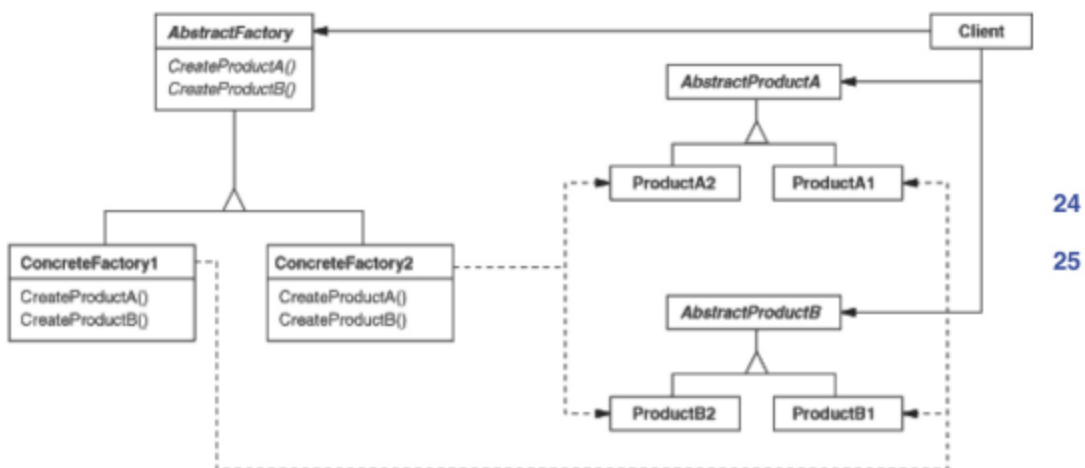 AbstractFactory
CreateProductA()
CreateProductB()
Client
AbstractProductA
ProductA2
ProductA1
24
25
ConcreteFactory1
CreateProductA()
CreateProductB()
ConcreteFactory2
CreateProductA()
CreateProductB()
AbstractProductB
ProductB2
ProductB1